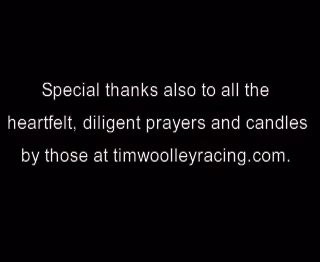 Special thanks also to all the
heartfelt, diligent prayers and candles
by those at timwoolleyracing.com.